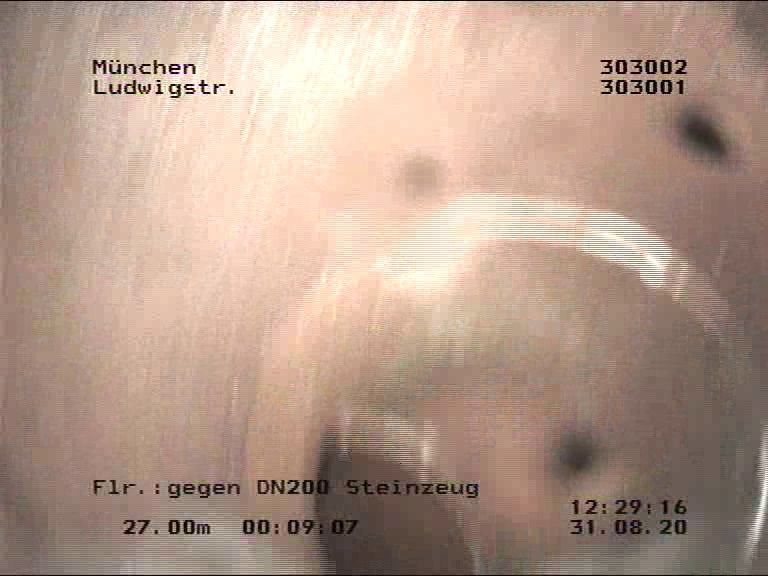 München 303002
Ludwigstr. 303001
Flr.:gegen DN200 Steinzeug
12:29:16
27.00m 00:09:07 31.08.20